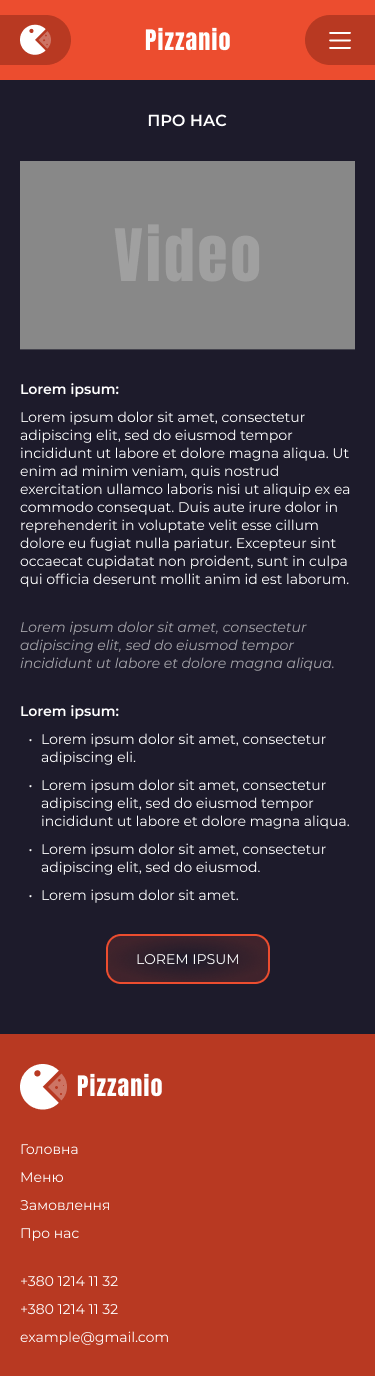 Pizzanio
ПРО НАС
Video
Lorem ipsum:
Lorem ipsum dolor sit amet, consectetur
adipiscing elit, sed do eiusmod tempor
incididunt ut labore et dolore magna aliqua. Ut
enim ad minim veniam, quis nostrud
exercitation ullamco laboris nisi ut aliquip ex ea
commodo consequat. Duis aute irure dolor in
reprehenderit in voluptate velit esse cillum
dolore eu fugiat nulla pariatur. Excepteur sint
occaecat cupidatat non proident, sunt in culpa
qui officia deserunt mollit anim id est laborum.
Lorem ipsum dolor sit amet, consectetur
adipiscing elit, sed do eiusmod tempor
incididunt ut labore et dolore magna aliqua.
Lorem ipsum:
• Lorem ipsum dolor sit amet, consectetur
adipiscing eli.
• Lorem ipsum dolor sit amet, consectetur
adipiscing elit, sed do eiusmod tempor
incididunt ut labore et dolore magna aliqua.
• Lorem ipsum dolor sit amet, consectetur
adipiscing elit, sed do eiusmod.
• Lorem ipsum dolor sit amet.
LOREM IPSUM
Pizzanio
Головна
Меню
Замовлення
Про нас
+380 1214 11 32
+380 1214 11 32
example@gmail.com